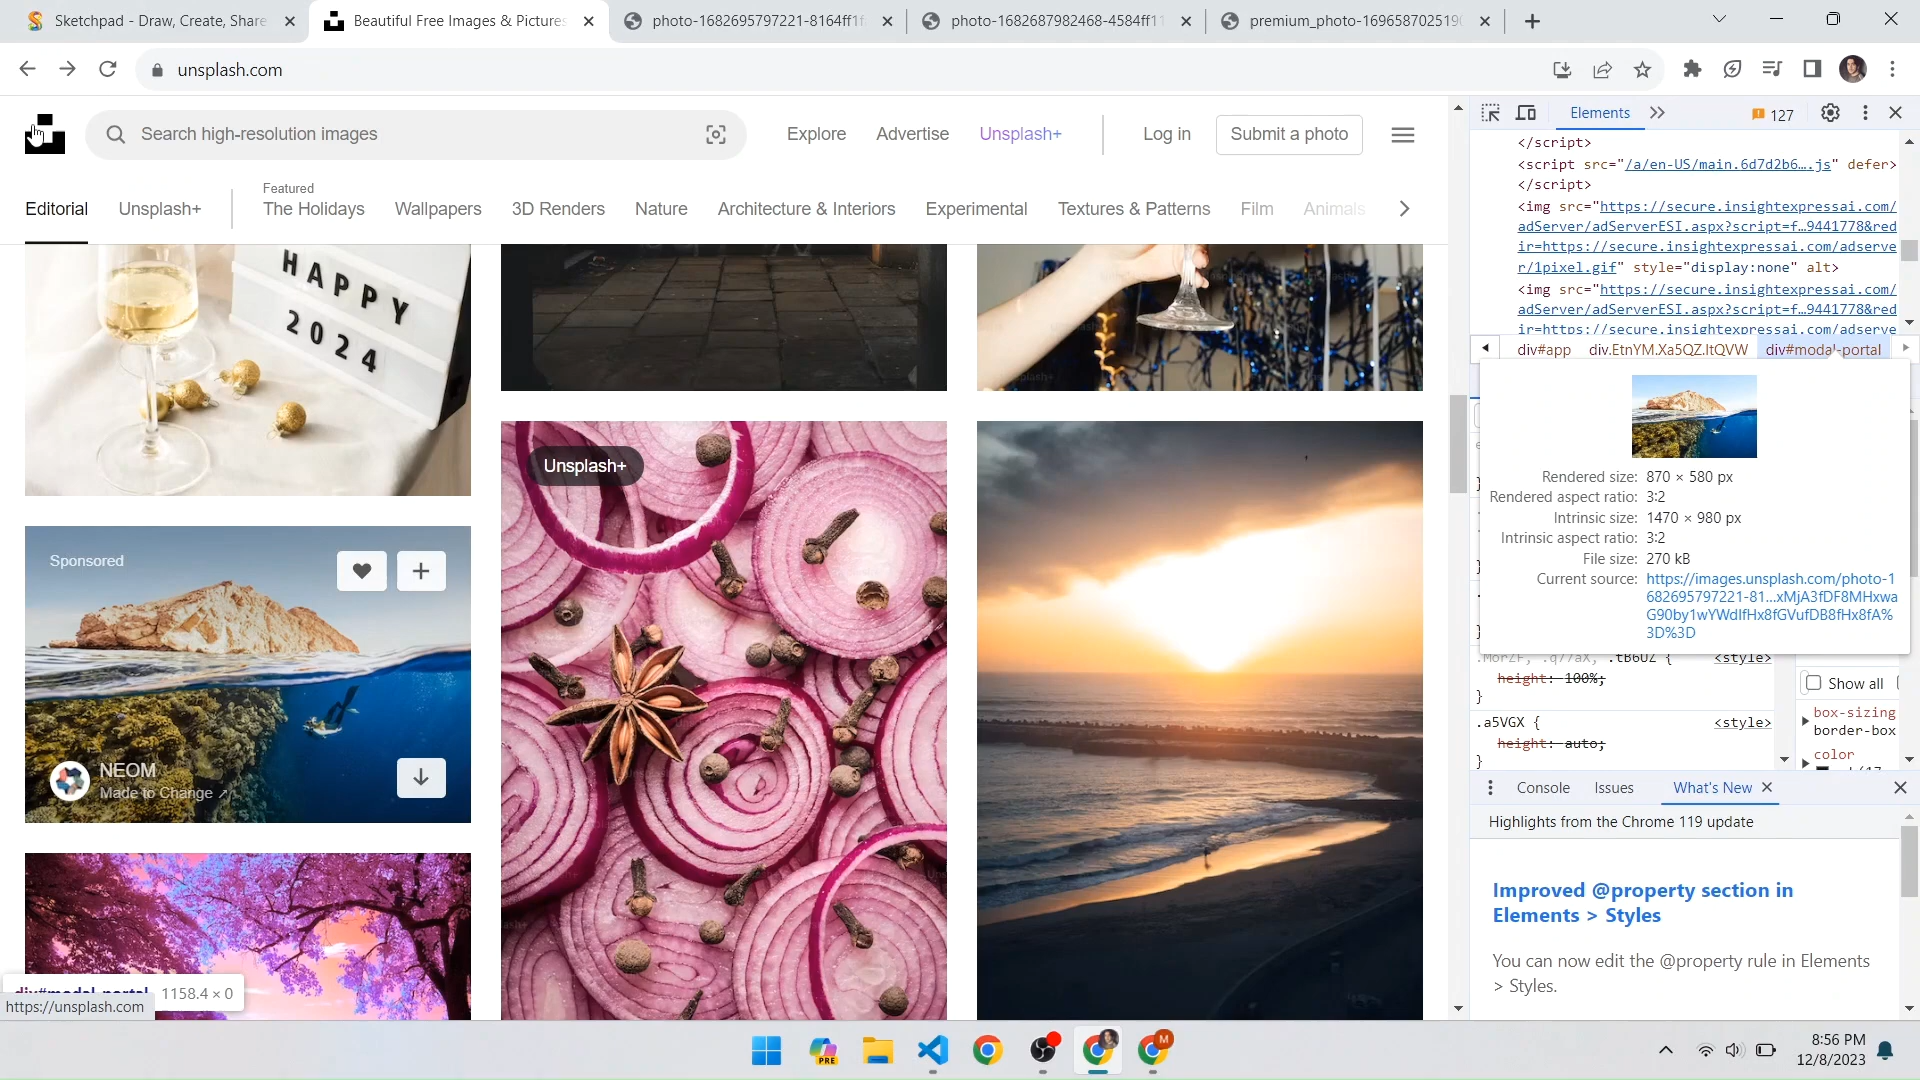 Sketchpad - Draw, Create, Share
Beautiful Free Images & Pictures
photo-1682695797221-8164ff1f
photo-1682687982468-4584ff11
premium_photo-1696587025190
unsplash.com
Search high-resolution images
Explore
Advertise
Unsplash+
Log in
Submit a photo
Editorial
Unsplash+
Featured
The Holidays
Wallpapers
3D Renders
Nature
Architecture & Interiors
Experimental
Textures & Patterns
Film
Animals
HAPPY
2024
Sponsored
NEOM
Made to Change ↗
Unsplash+
div#modal-portal 1158.4 × 0
https://unsplash.com
Elements
127
</script>
<script src="/a/en-US/main.6d7d2b6….js" defer>
</script>
<img src="https://secure.insightexpressai.com/
adServer/adServerESI.aspx?script=f…9441778&red
ir=https://secure.insightexpressai.com/adserve
r/1pixel.gif" style="display:none" alt>
<img src="https://secure.insightexpressai.com/
adServer/adServerESI.aspx?script=f…9441778&red
ir=https://secure.insightexpressai.com/adserve
div#app div.EtnYM.Xa5QZ.ItQVW div#modal-portal
Rendered size: 870 × 580 px
Rendered aspect ratio: 3:2
Intrinsic size: 1470 × 980 px
Intrinsic aspect ratio: 3:2
File size: 270 kB
Current source: https://images.unsplash.com/photo-1
682695797221-81…xMjA3fDF8MHxwa
G90by1wYWdlfHx8fGVufDB8fHx8fA%
3D%3D
.MorZF, .q77aX, .tB6UZ { <style>
height: 100%;
}
.a5VGX { <style>
height: auto;
}
Show all
box-sizing
border-box
color
Console
Issues
What's New
Highlights from the Chrome 119 update
Improved @property section in
Elements > Styles
You can now edit the @property rule in Elements
> Styles.
PRE
M
8:56 PM
12/8/2023